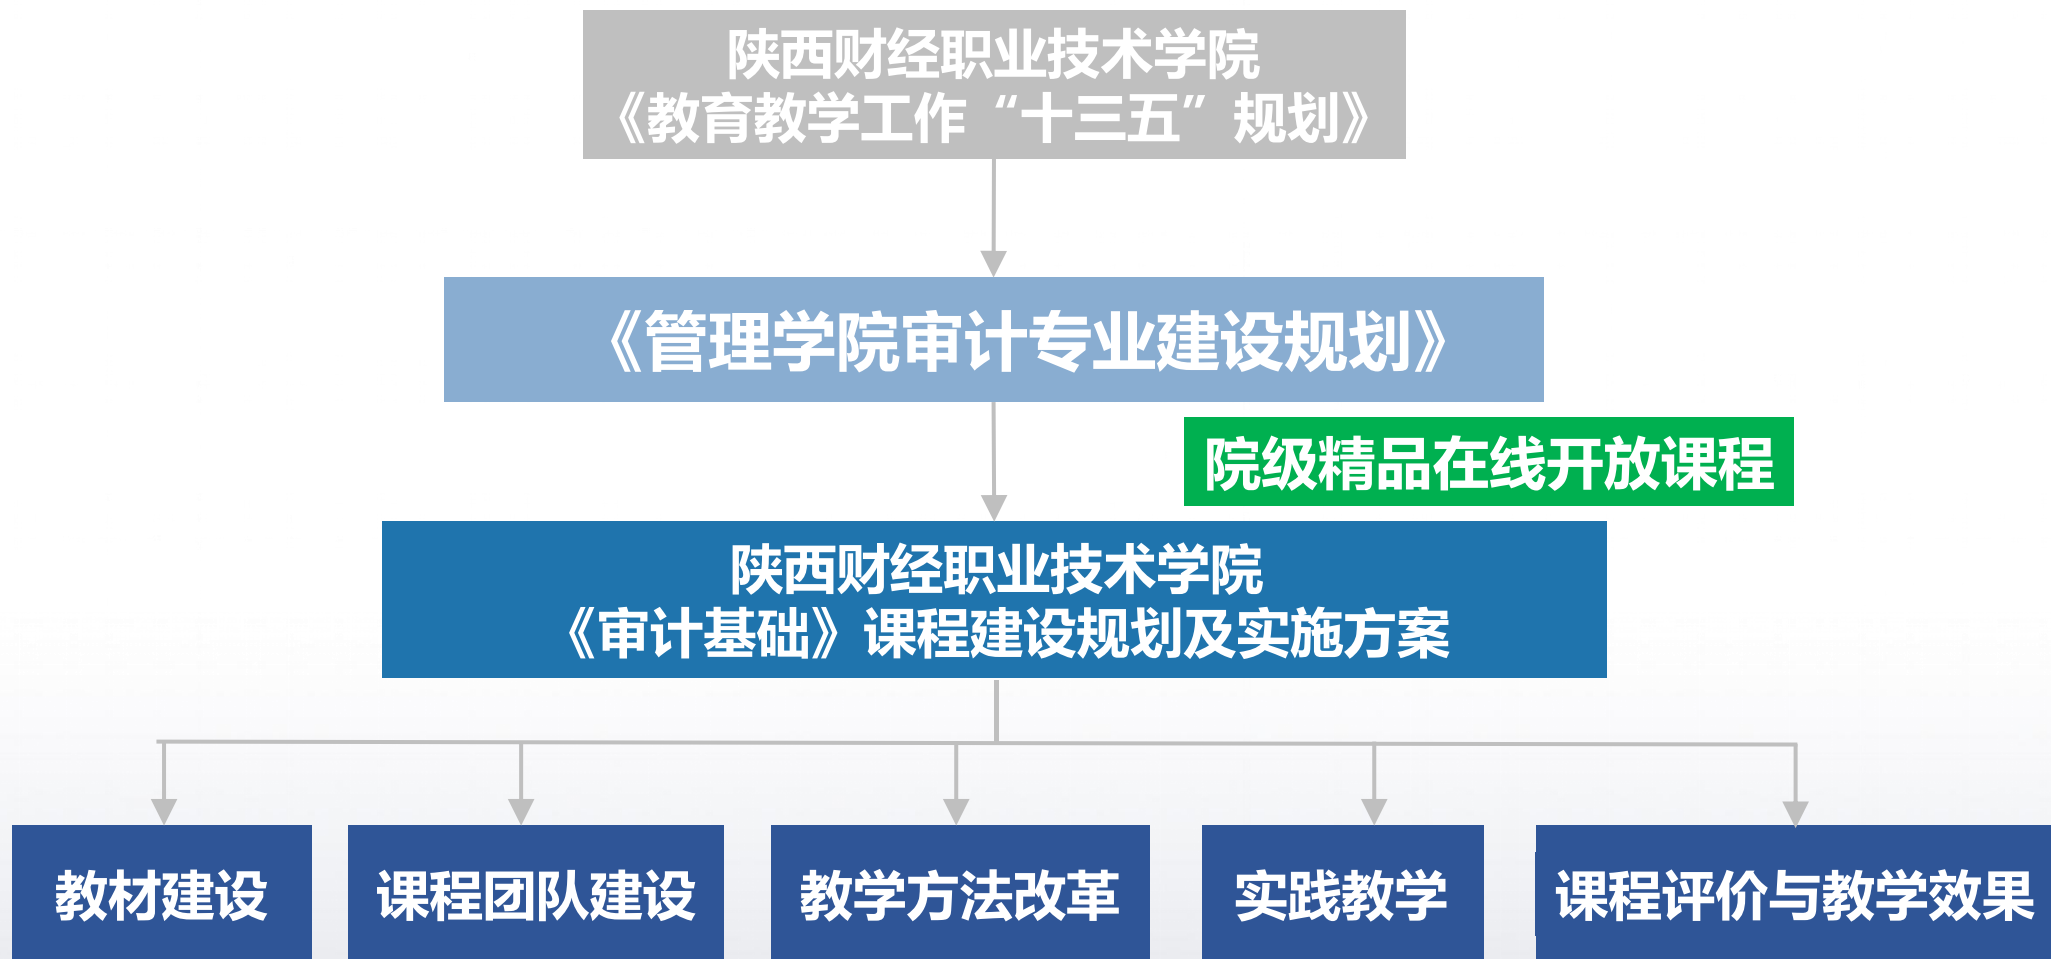 陕西财经职业技术学院
《教育教学工作“十三五”规划》
《管理学院审计专业建设规划》
院级精品在线开放课程
陕西财经职业技术学院
《审计基础》课程建设规划及实施方案
教材建设
课程团队建设
教学方法改革
实践教学
课程评价与教学效果